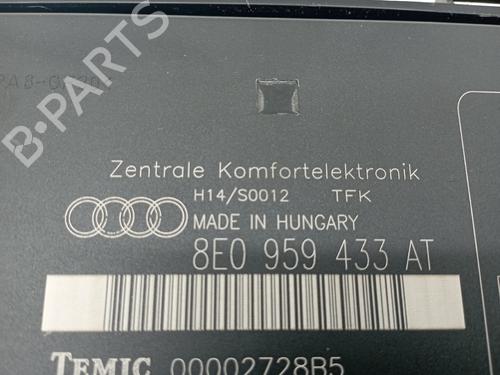 Zentrale Komfortelektronik
H14/S0012 TFK
MADE IN HUNGARY
8E0 959 433 AT
TEMIC 00002728B5
B-PARTS